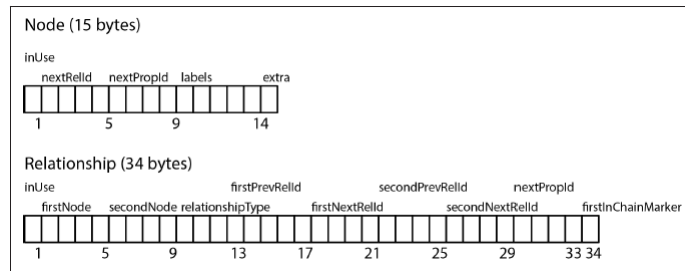 Node (15 bytes)
inUse
nextRelId nextPropId labels extra
1 5 9 14
Relationship (34 bytes)
inUse firstPrevRelId secondPrevRelId nextPropId
firstNode secondNode relationshipType firstNextRelId secondNextRelId firstInChainMarker
1 5 9 13 17 21 25 29 33 34